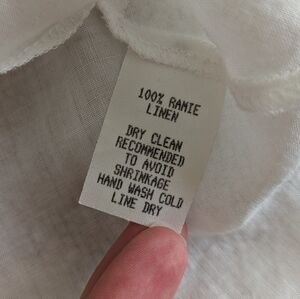 100% RAMIE
LINEN
DRY CLEAN
RECOMMENDED
TO AVOID
SHRINKAGE
HAND WASH COLD
LINE DRY